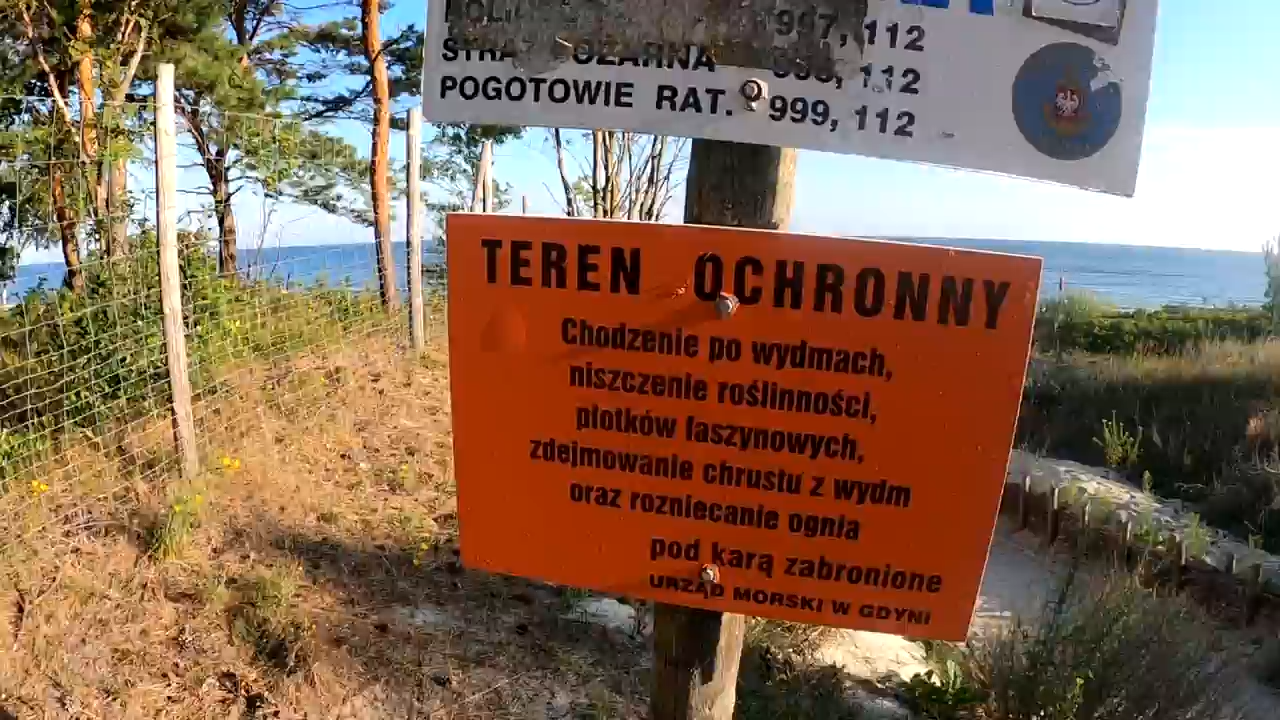 997, 112
112
POGOTOWIE RAT. 999, 112
TEREN OCHRONNY
Chodzenie po wydmach,
niszczenie roślinności,
płotków faszynowych,
zdejmowanie chrustu z wydm
oraz rozniecanie ognia
pod karą zabronione
URZĄD MORSKI W GDYNI